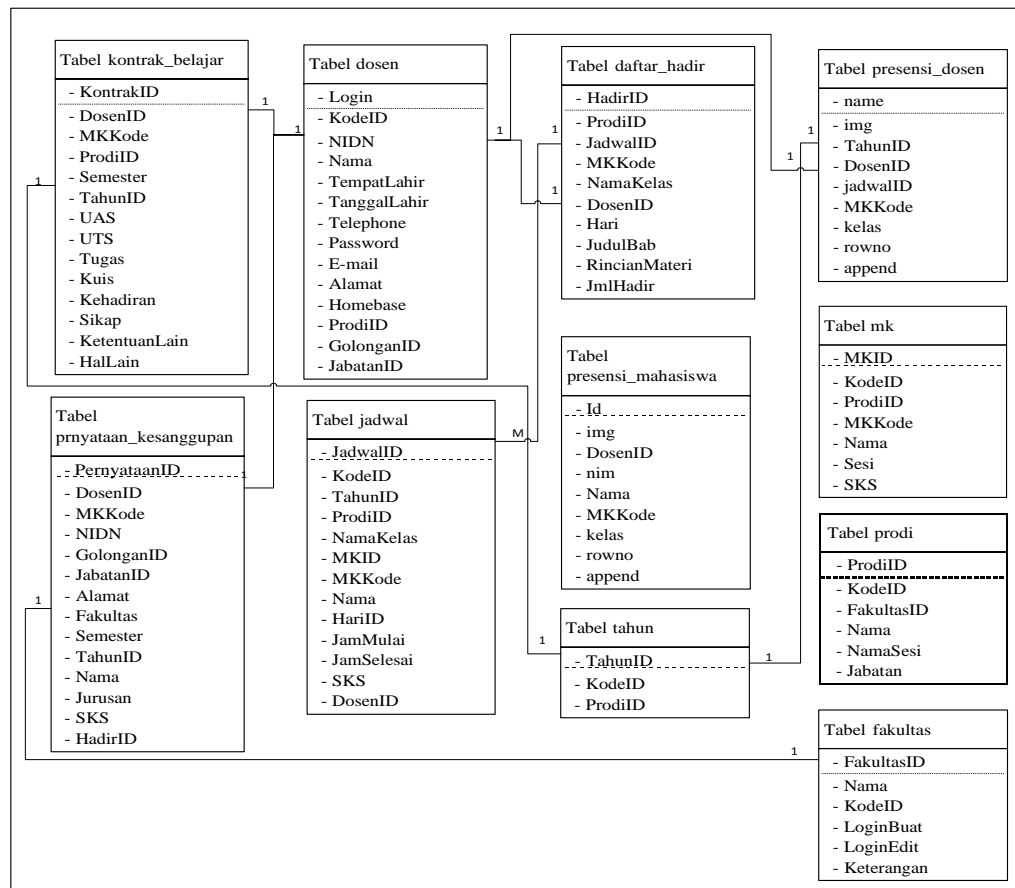 Tabel kontrak_belajar
- KontrakID
- DosenID
- MKKode
- ProdiID
- Semester
- TahunID
- UAS
- UTS
- Tugas
- Kuis
- Kehadiran
- Sikap
- KetentuanLain
- HalLain
Tabel dosen
- Login
- KodeID
- NIDN
- Nama
- TempatLahir
- TanggalLahir
- Telephone
- Password
- E-mail
- Alamat
- Homebase
- ProdiID
- GolonganID
- JabatanID
Tabel daftar_hadir
- HadirID
- ProdiID
- JadwalID
- MKKode
- NamaKelas
- DosenID
- Hari
- JudulBab
- RincianMateri
- JmlHadir
Tabel presensi_dosen
- name
- img
- TahunID
- DosenID
- jadwalID
- MKKode
- kelas
- rowno
- append
1
1
1
1
1
1
1
1
Tabel
prnyataan_kesanggupan
- PernyataanID
- DosenID
- MKKode
- NIDN
- GolonganID
- JabatanID
- Alamat
- Fakultas
- Semester
- TahunID
- Nama
- Jurusan
- SKS
- HadirID
1
1
Tabel jadwal
- JadwalID
- KodeID
- TahunID
- ProdiID
- NamaKelas
- MKID
- MKKode
- Nama
- HariID
- JamMulai
- JamSelesai
- SKS
- DosenID
M
Tabel
presensi_mahasiswa
- Id
- img
- DosenID
- nim
- Nama
- MKKode
- kelas
- rowno
- append
Tabel mk
- MKID
- KodeID
- ProdiID
- MKKode
- Nama
- Sesi
- SKS
Tabel prodi
- ProdiID
- KodeID
- FakultasID
- Nama
- NamaSesi
- Jabatan
Tabel tahun
- TahunID
- KodeID
- ProdiID
1
1
Tabel fakultas
- FakultasID
- Nama
- KodeID
- LoginBuat
- LoginEdit
- Keterangan
1